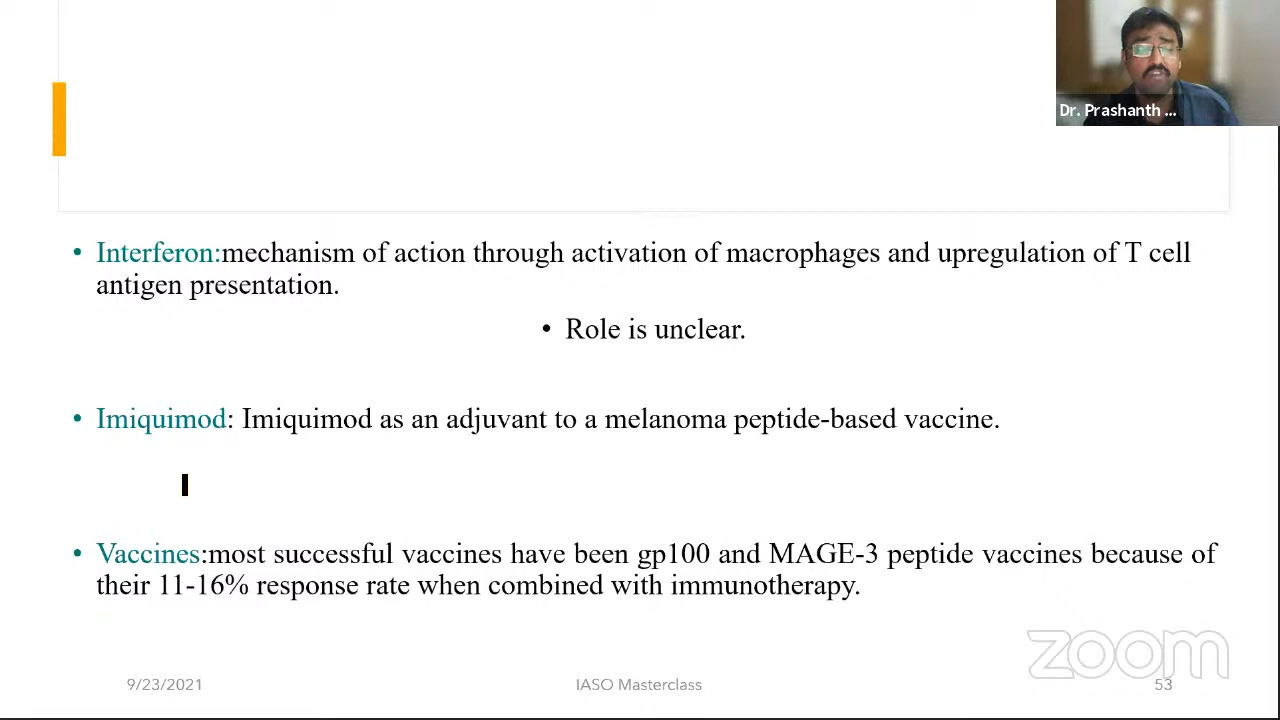 Dr. Prashanth ...
• Interferon:mechanism of action through activation of macrophages and upregulation of T cell
antigen presentation.
• Role is unclear.
• Imiquimod: Imiquimod as an adjuvant to a melanoma peptide-based vaccine.
• Vaccines:most successful vaccines have been gp100 and MAGE-3 peptide vaccines because of
their 11-16% response rate when combined with immunotherapy.
zoom
9/23/2021
IASO Masterclass
53